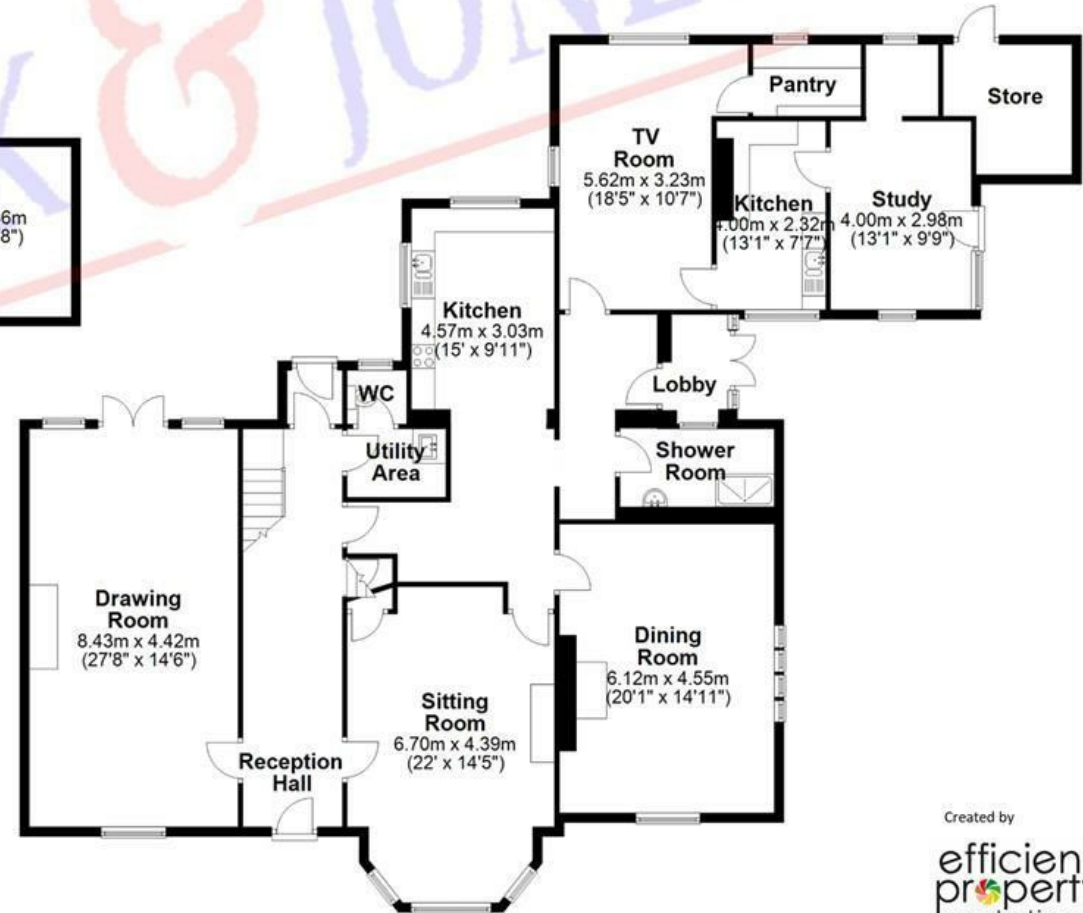 & JONE
6m
8")
Pantry
Store
TV
Room
5.62m x 3.23m
(18'5" x 10'7")
Kitchen
4.00m x 2.32m
(13'1" x 7'7")
Study
4.00m x 2.98m
(13'1" x 9'9")
Kitchen
4.57m x 3.03m
(15' x 9'11")
WC
Lobby
Utility
Area
Shower
Room
Drawing
Room
8.43m x 4.42m
(27'8" x 14'6")
Dining
Room
6.12m x 4.55m
(20'1" x 14'11")
Sitting
Room
6.70m x 4.39m
(22' x 14'5")
Reception
Hall
Created by
efficien
propert